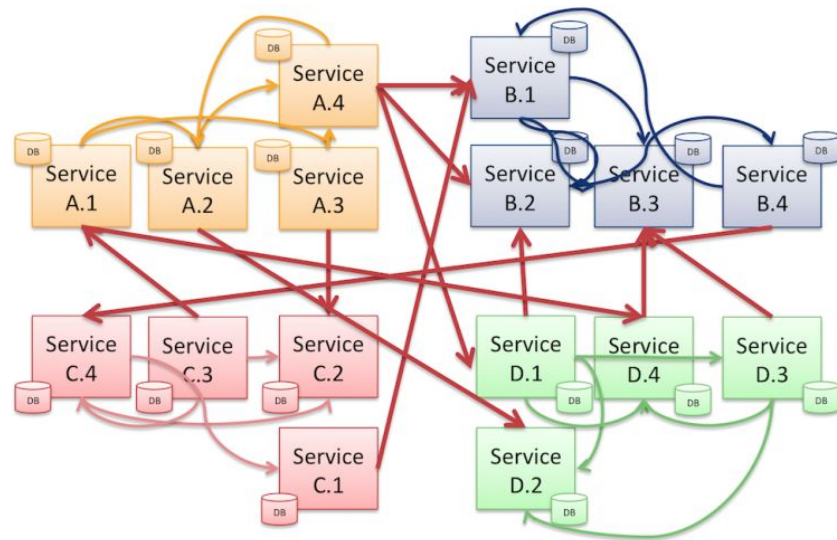 DB
Service
A.4
DB
Service
B.1
DB
Service
A.1
DB
Service
A.2
DB
Service
A.3
DB
Service
B.2
DB
Service
B.3
DB
Service
B.4
Service
C.4
DB
Service
C.3
DB
Service
C.2
DB
Service
D.1
DB
Service
D.4
DB
Service
D.3
DB
Service
C.1
DB
Service
D.2
DB